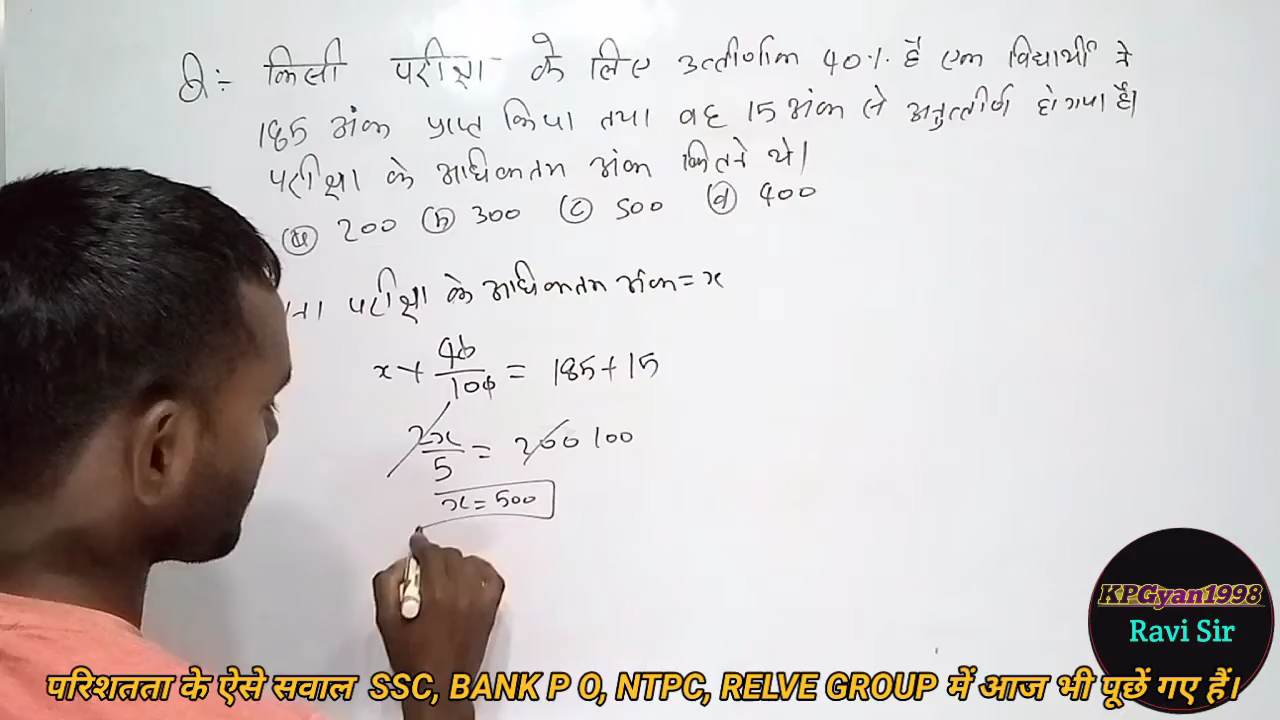 Q:- किसी परीक्षा के लिए उत्तीर्णांक 40% है एक विद्यार्थी ने
185 अंक प्राप्त किया तथा वह 15 अंक से अनुत्तीर्ण हो गया है।
परीक्षा के अधिकतम अंक कितने थे।
(a) 200 (b) 300 (c) 500 (d) 400
परीक्षा के अधिकतम अंक = x
x × 40/100 = 185 + 15
2x/5 = 200 100
x = 500
KPGyan1998
Ravi Sir
परिशतता के ऐसे सवाल SSC, BANK P O, NTPC, RELVE GROUP में आज भी पूछें गए हैं।